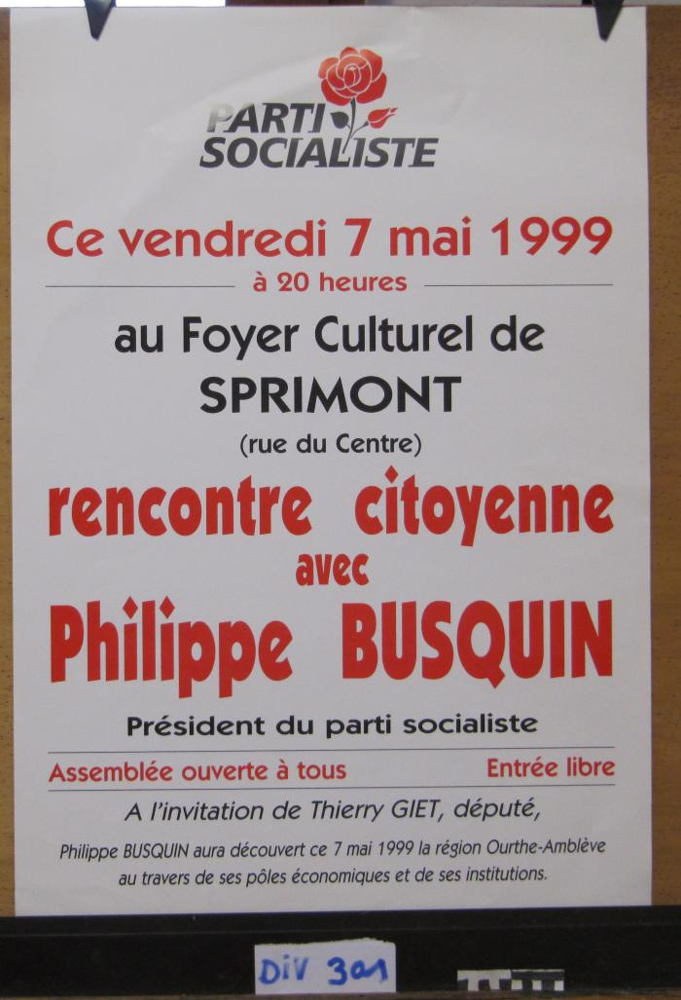 PARTI
SOCIALISTE
Ce vendredi 7 mai 1999
à 20 heures
au Foyer Culturel de
SPRIMONT
(rue du Centre)
rencontre citoyenne
avec
Philippe BUSQUIN
Président du parti socialiste
Assemblée ouverte à tous Entrée libre
A l'invitation de Thierry GIET, député,
Philippe BUSQUIN aura découvert ce 7 mai 1999 la région Ourthe-Amblève
au travers de ses pôles économiques et de ses institutions.
DiV 301